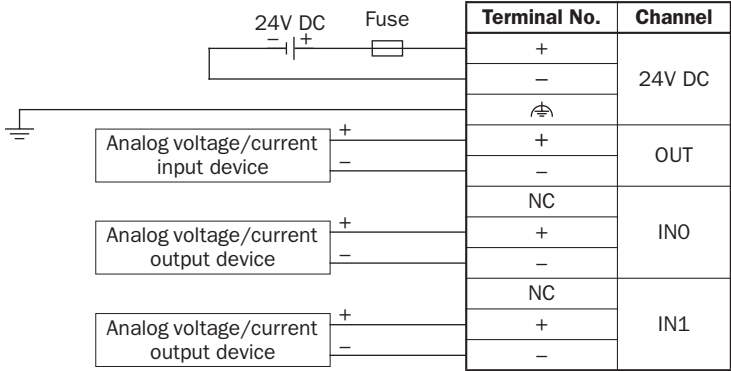 24V DC
Fuse
− +
Terminal No. Channel
+
−
24V DC
+
−
OUT
NC
+
−
IN0
NC
+
−
IN1
Analog voltage/current
input device
+
−
Analog voltage/current
output device
+
−
Analog voltage/current
output device
+
−